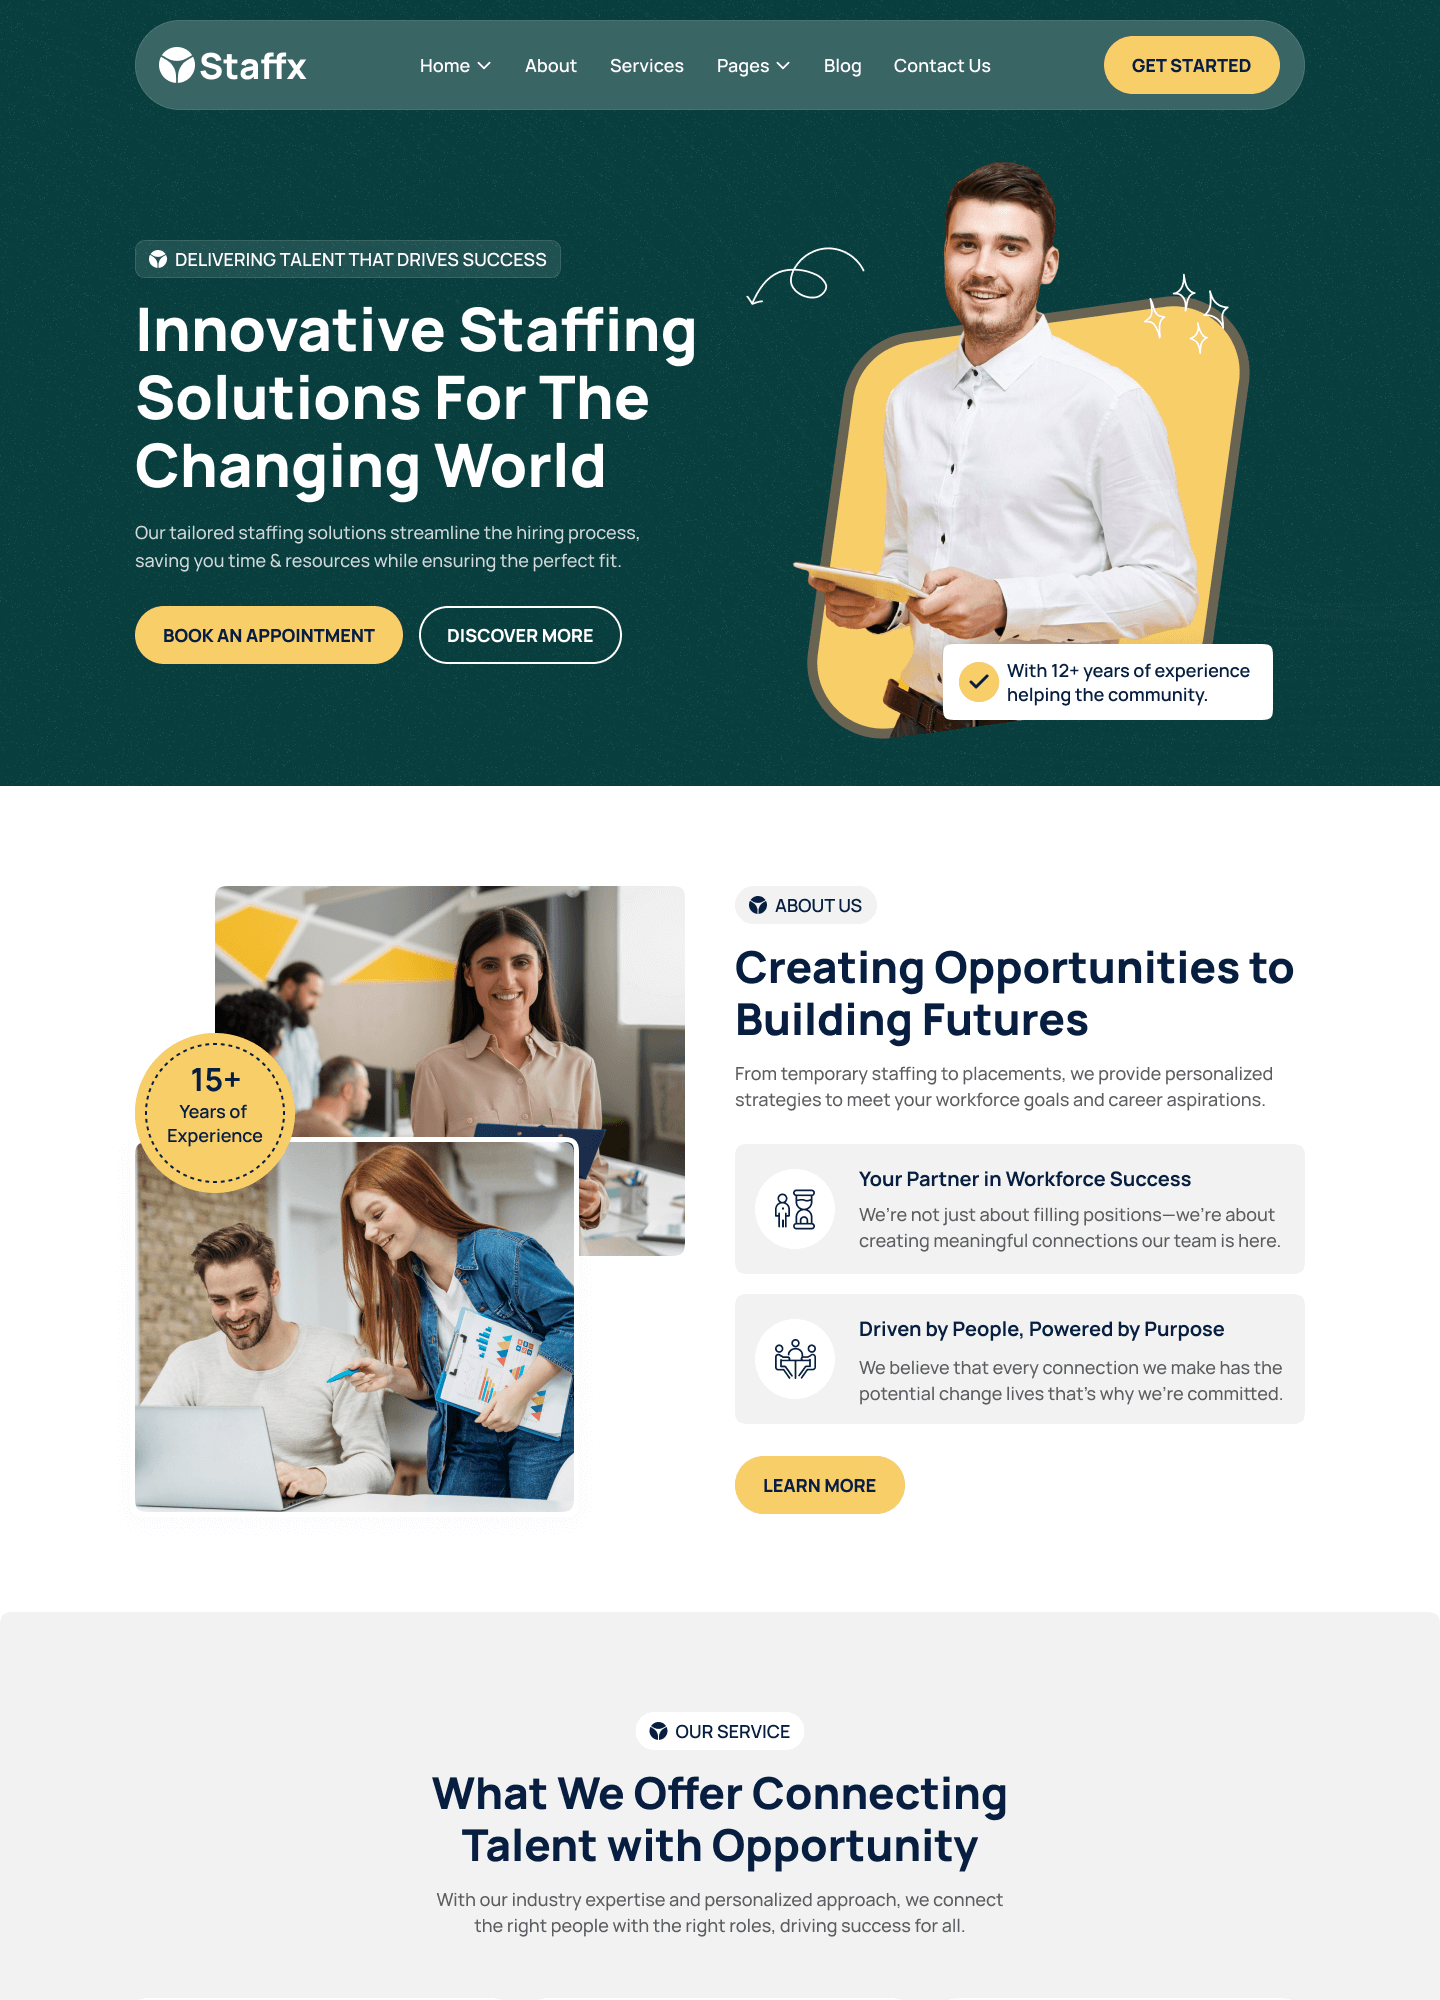 Staffx
Home
About
Services
Pages
Blog
Contact Us
GET STARTED
DELIVERING TALENT THAT DRIVES SUCCESS
Innovative Staffing
Solutions For The
Changing World
Our tailored staffing solutions streamline the hiring process,
saving you time & resources while ensuring the perfect fit.
BOOK AN APPOINTMENT
DISCOVER MORE
With 12+ years of experience
helping the community.
15+
Years of
Experience
ABOUT US
Creating Opportunities to
Building Futures
From temporary staffing to placements, we provide personalized
strategies to meet your workforce goals and career aspirations.
Your Partner in Workforce Success
We're not just about filling positions—we're about
creating meaningful connections our team is here.
Driven by People, Powered by Purpose
We believe that every connection we make has the
potential change lives that's why we're committed.
LEARN MORE
OUR SERVICE
What We Offer Connecting
Talent with Opportunity
With our industry expertise and personalized approach, we connect
the right people with the right roles, driving success for all.